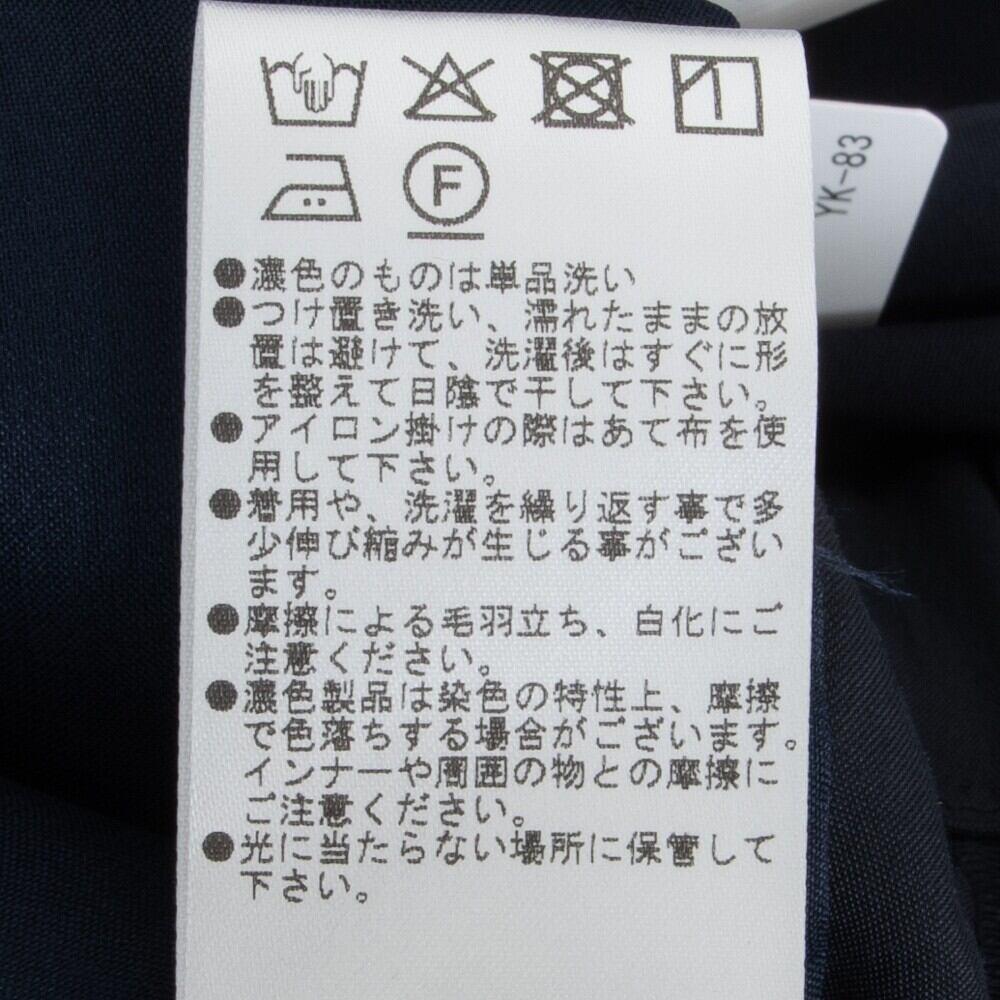 F
YK-83
●濃色のものは単品洗い
●つけ置き洗い、濡れたままの放
置は避けて、洗濯後はすぐに形
を整えて日陰で干して下さい。
●アイロン掛けの際はあて布を使
用して下さい。
●着用や、洗濯を繰り返す事で多
少伸び縮みが生じる事がござい
ます。
●摩擦による毛羽立ち、白化にご
注意ください。
●濃色製品は染色の特性上、摩擦
で色落ちする場合がございます。
インナーや周囲の物との摩擦に
ご注意ください。
●光に当たらない場所に保管して
下さい。